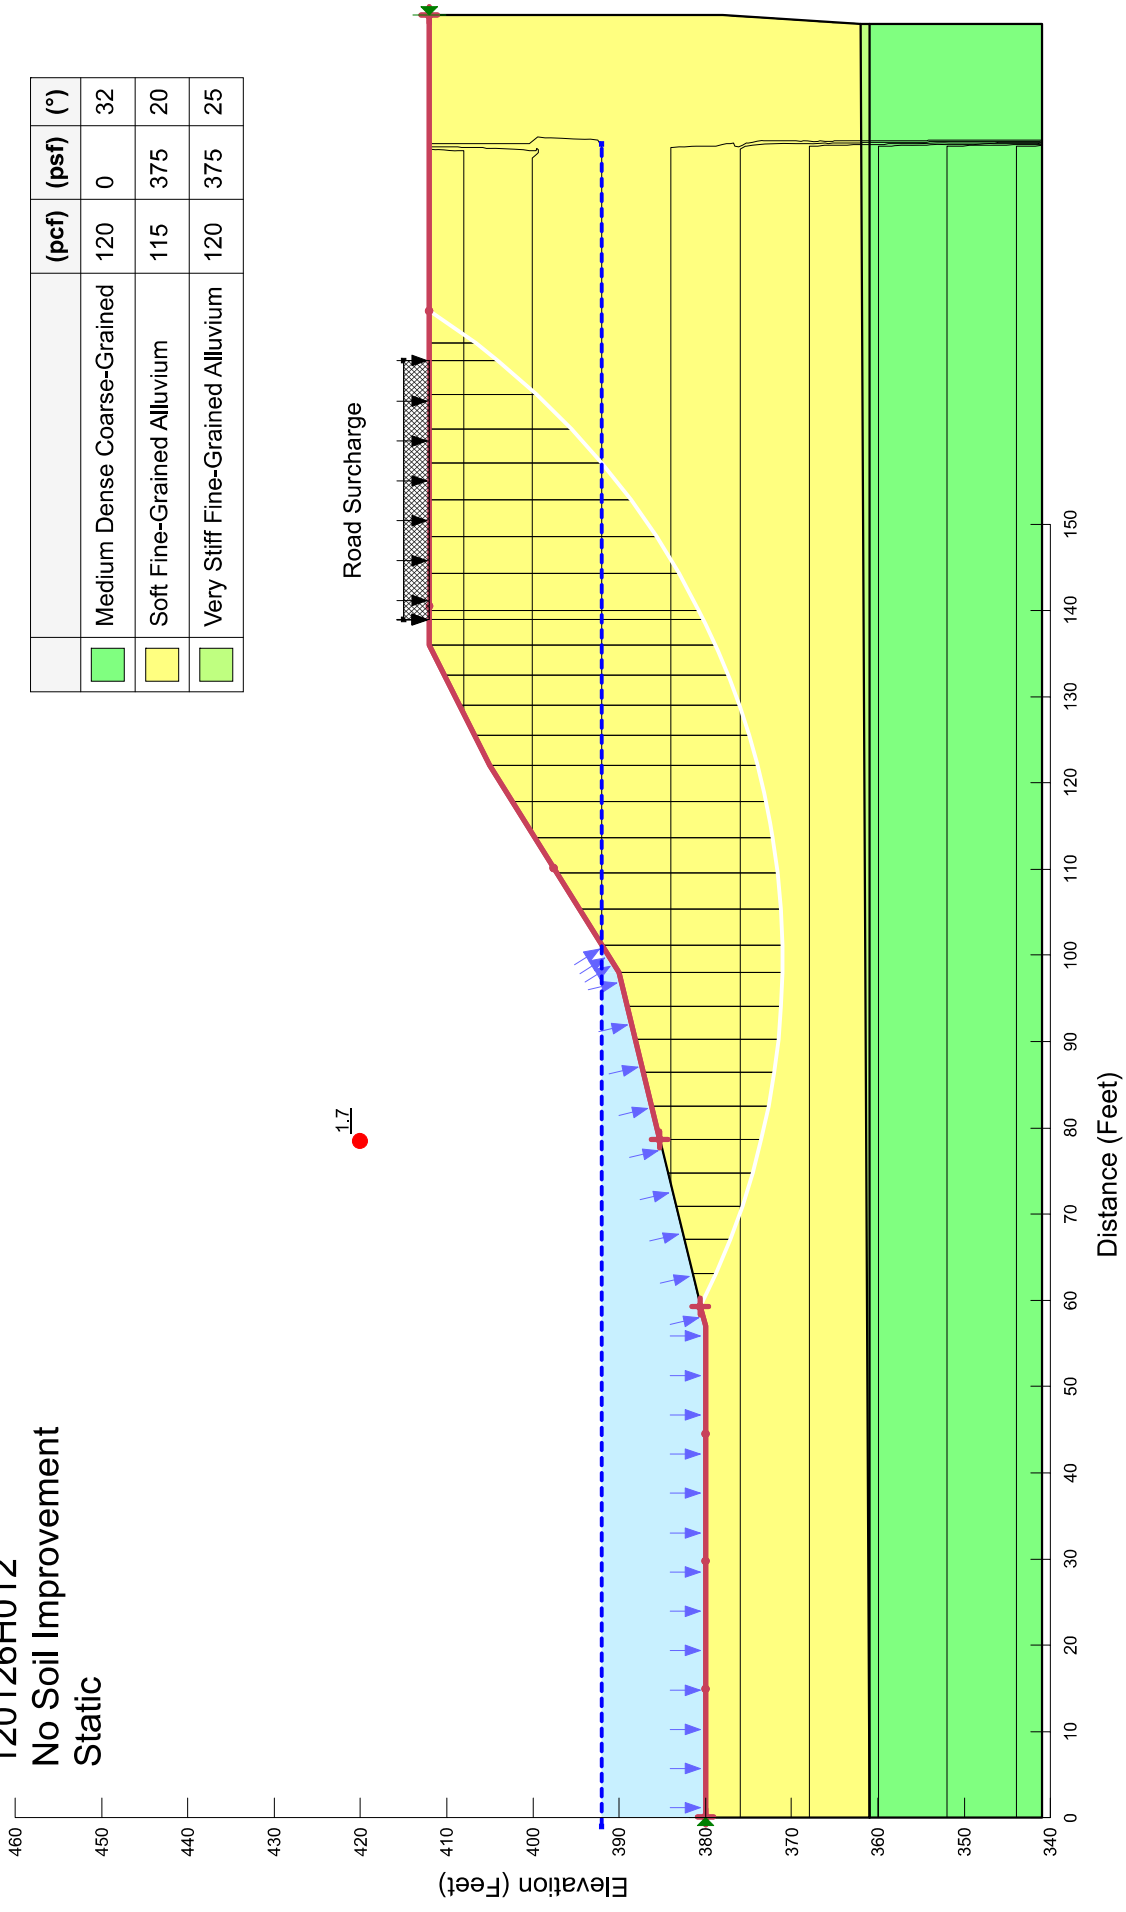 No Soil Improvement
Static
(pcf) (psf) (°)
Medium Dense Coarse-Grained 120 0 32
Soft Fine-Grained Alluvium 115 375 20
Very Stiff Fine-Grained Alluvium 120 375 25
1.7
Road Surcharge
Elevation (Feet)
460
450
440
430
420
410
400
390
380
370
360
350
340
0 10 20 30 40 50 60 70 80 90 100 110 120 130 140 150
Distance (Feet)